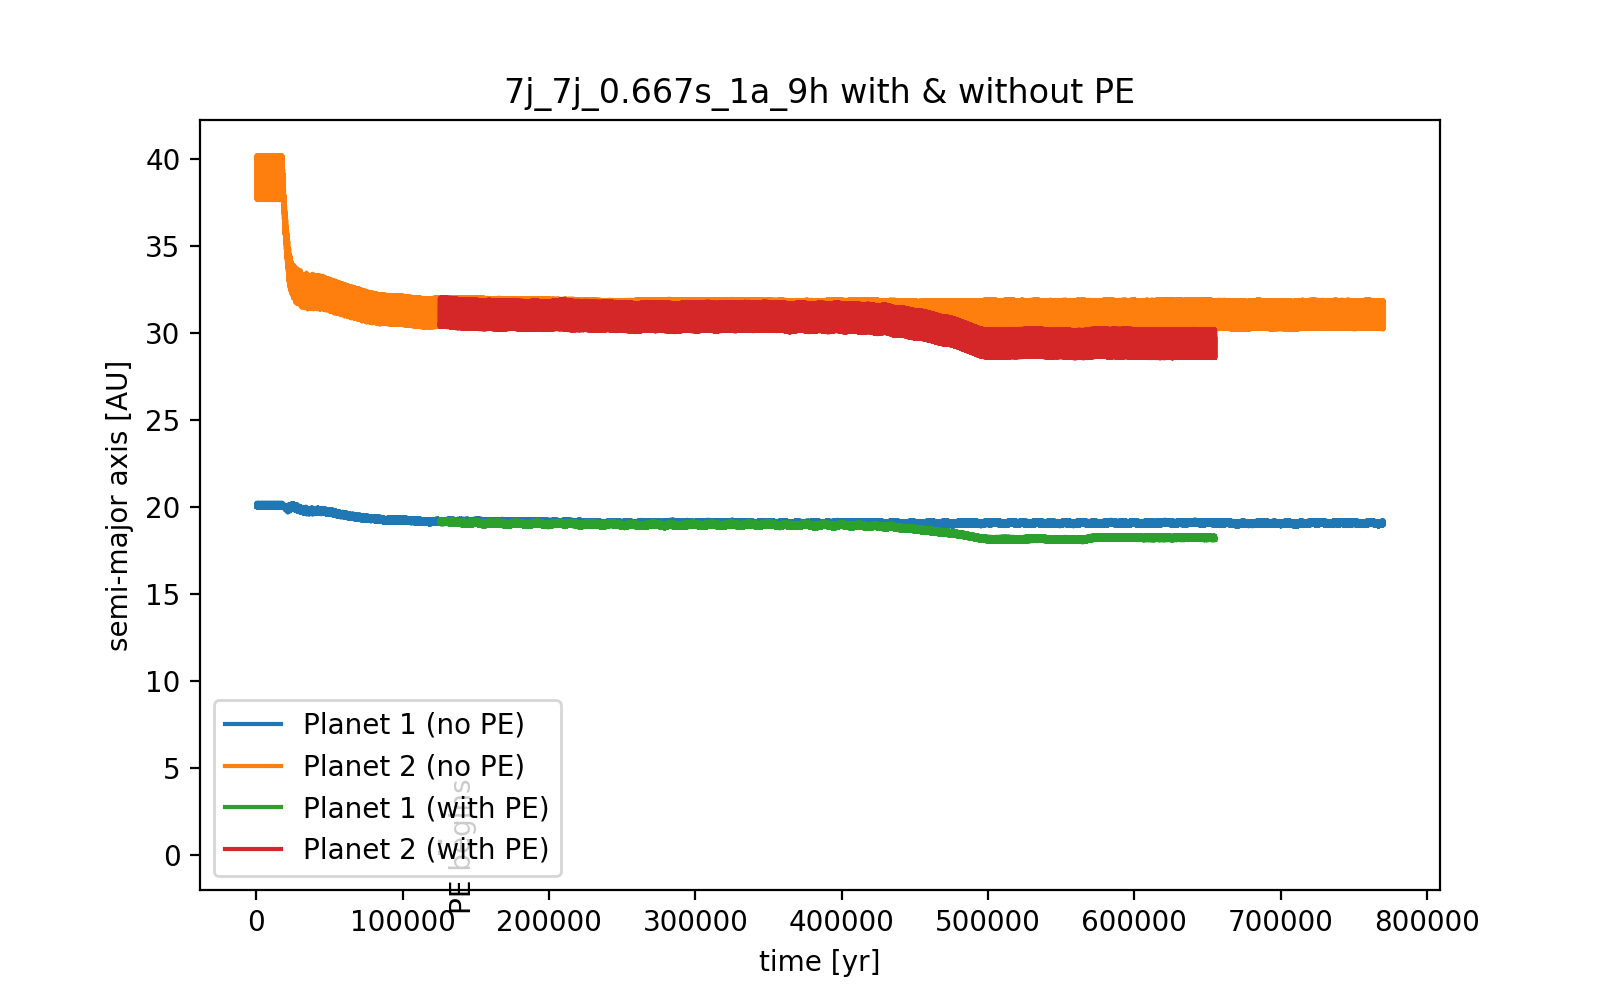 7j_7j_0.667s_1a_9h with & without PE
semi-major axis [AU]
40
35
30
25
20
15
10
5
0
Planet 1 (no PE)
Planet 2 (no PE)
Planet 1 (with PE)
Planet 2 (with PE)
PE begins
0 100000 200000 300000 400000 500000 600000 700000 800000
time [yr]